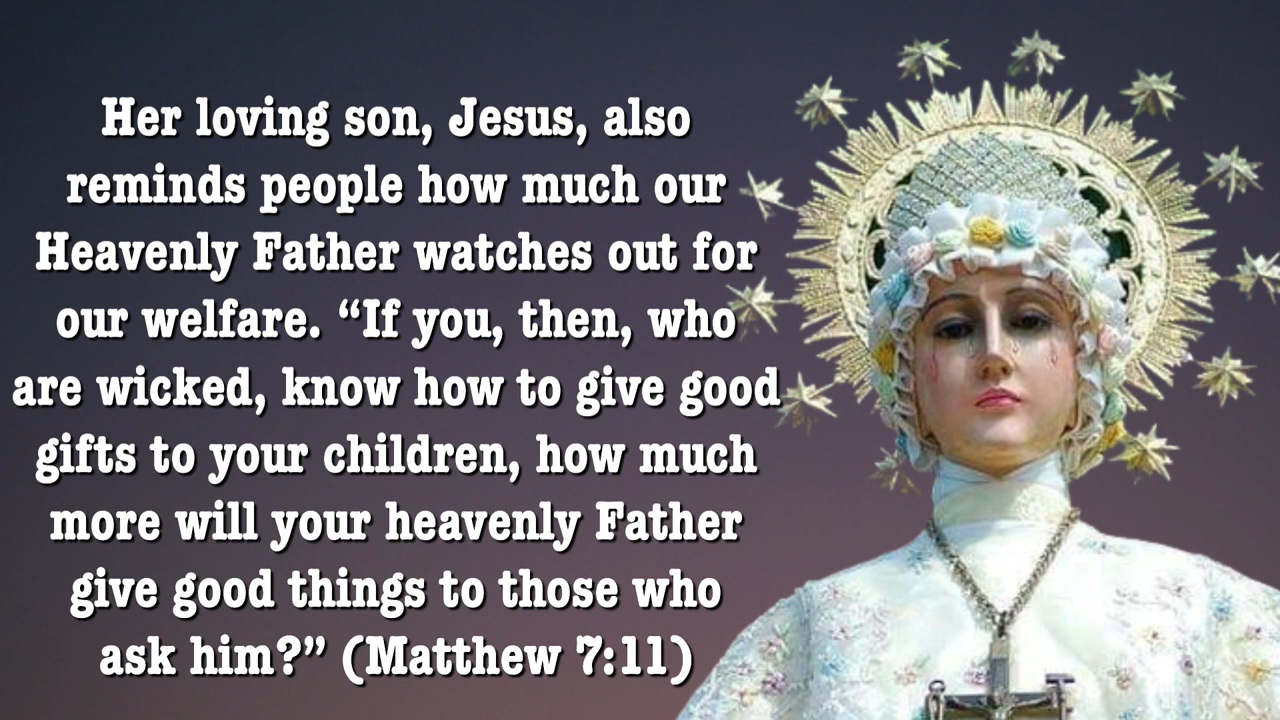 Her loving son, Jesus, also
reminds people how much our
Heavenly Father watches out for
our welfare. “If you, then, who
are wicked, know how to give good
gifts to your children, how much
more will your heavenly Father
give good things to those who
ask him?” (Matthew 7:11)